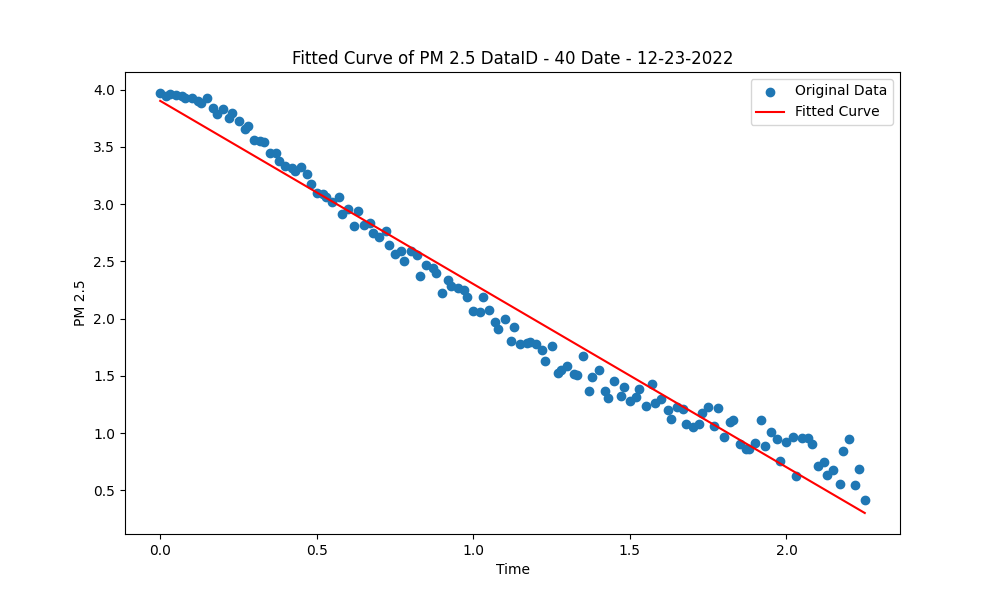 Fitted Curve of PM 2.5 DataID - 40 Date - 12-23-2022
Original Data
Fitted Curve
4.0
3.5
3.0
2.5
2.0
1.5
1.0
0.5
PM 2.5
0.0 0.5 1.0 1.5 2.0
Time